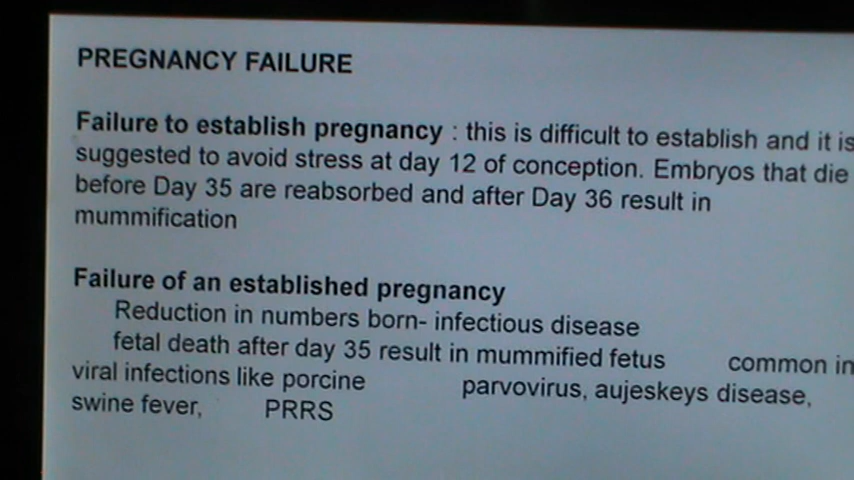 PREGNANCY FAILURE
Failure to establish pregnancy : this is difficult to establish and it is
suggested to avoid stress at day 12 of conception. Embryos that die
before Day 35 are reabsorbed and after Day 36 result in
mummification
Failure of an established pregnancy
Reduction in numbers born- infectious disease
fetal death after day 35 result in mummified fetus common in
viral infections like porcine parvovirus, aujeskeys disease,
swine fever, PRRS